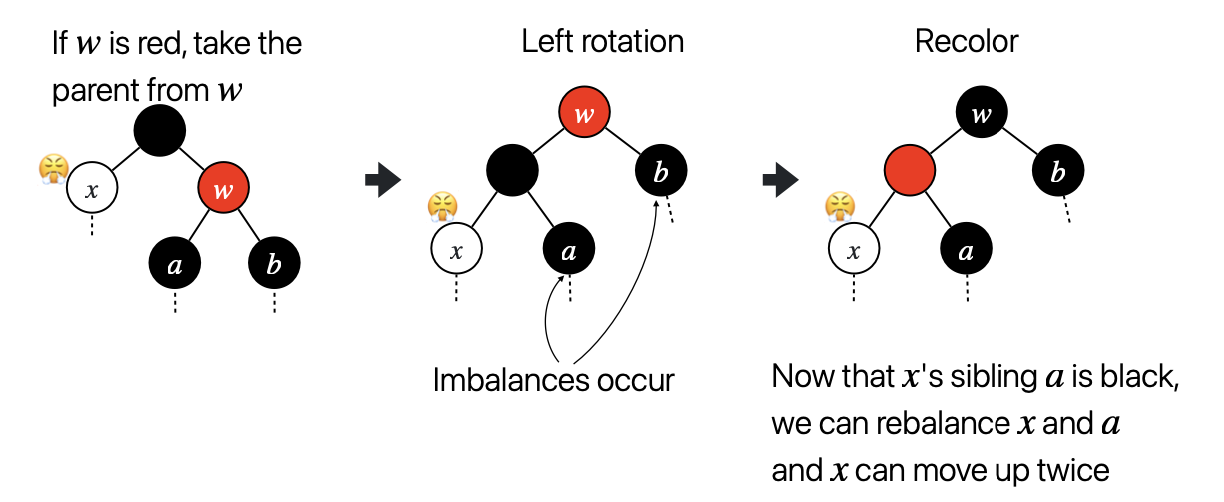 If w is red, take the
parent from w
x
w
a
b
Left rotation
w
b
x
a
Imbalances occur
Recolor
w
b
x
a
Now that x's sibling a is black,
we can rebalance x and a
and x can move up twice